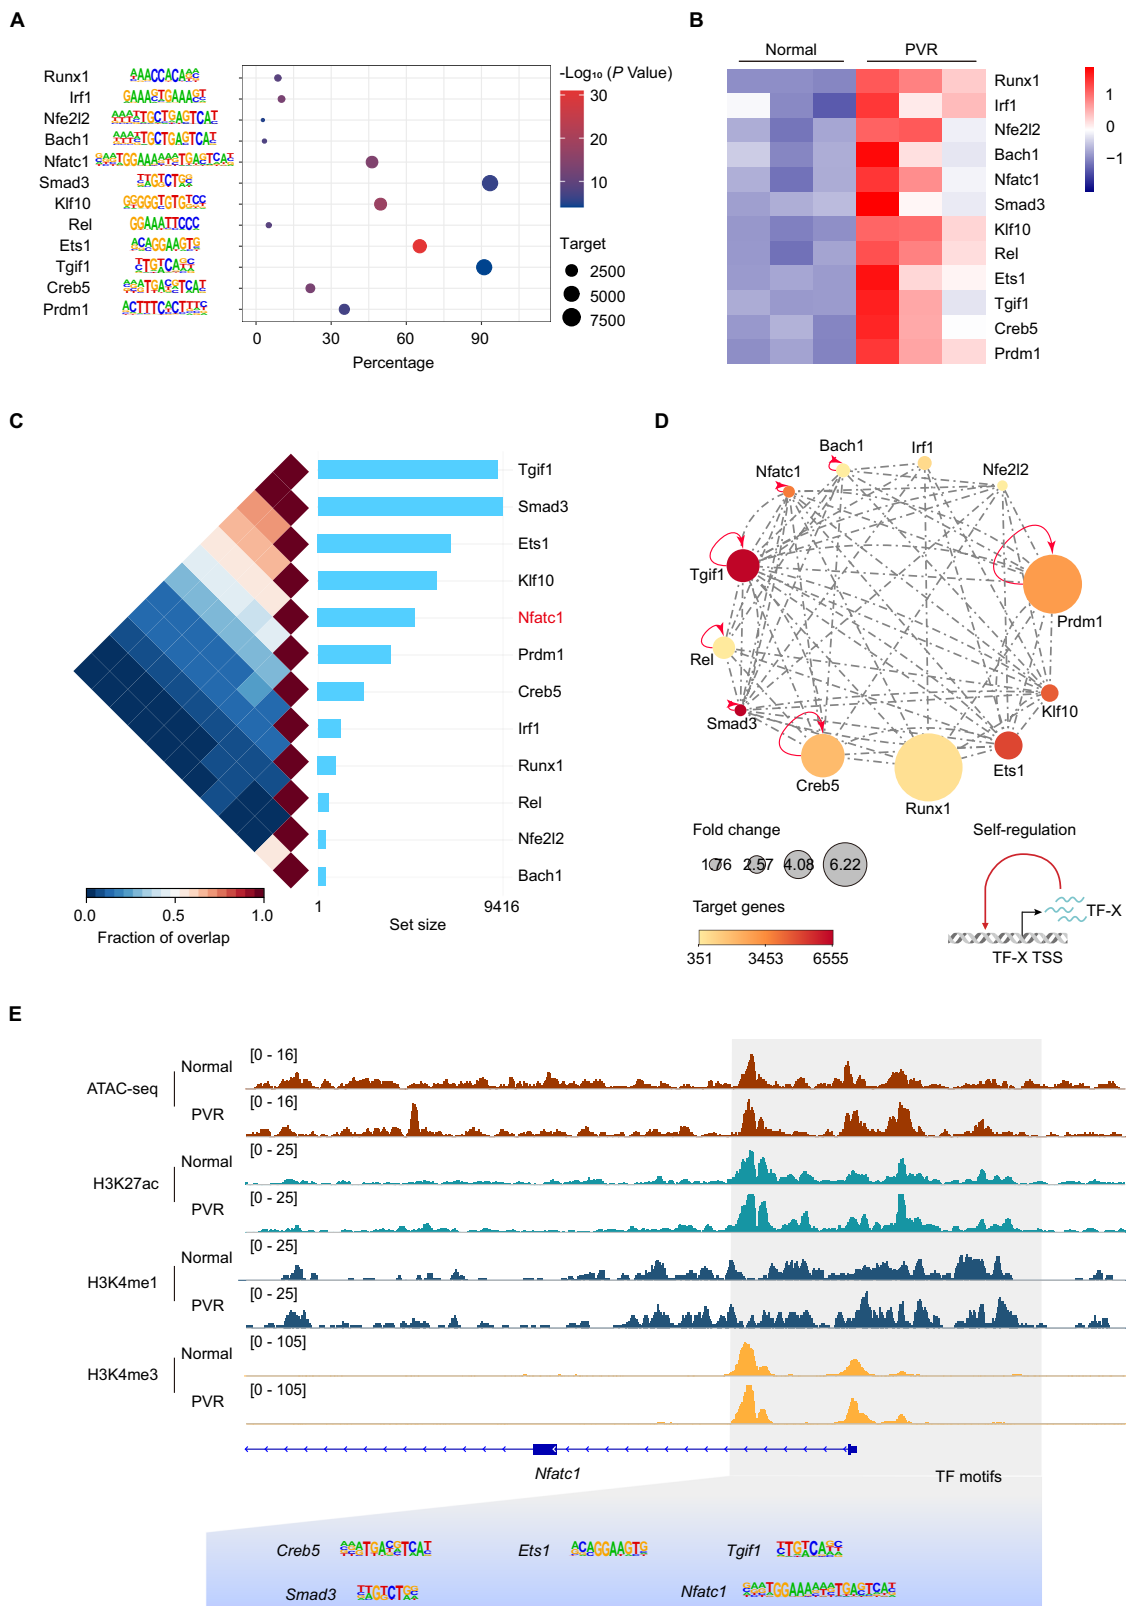 A
-Log₁₀ (P Value)
30
20
10
Target
2500
5000
7500
Runx1
Irf1
Nfe2l2
Bach1
Nfatc1
Smad3
Klf10
Rel
Ets1
Tgif1
Creb5
Prdm1
0 30 60 90
Percentage
B
Normal PVR
Runx1
Irf1
Nfe2l2
Bach1
Nfatc1
Smad3
Klf10
Rel
Ets1
Tgif1
Creb5
Prdm1
1
0
−1
C
Tgif1
Smad3
Ets1
Klf10
Nfatc1
Prdm1
Creb5
Irf1
Runx1
Rel
Nfe2l2
Bach1
1 9416
Set size
0.0 0.5 1.0
Fraction of overlap
D
Bach1
Irf1
Nfatc1
Nfe2l2
Tgif1
Prdm1
Rel
Klf10
Smad3
Ets1
Creb5
Runx1
Fold change
1.76 2.57 4.08 6.22
Target genes
351 3453 6555
Self-regulation
TF-X
TF-X TSS
E
ATAC-seq
Normal [0 - 16]
PVR [0 - 16]
H3K27ac
Normal [0 - 25]
PVR [0 - 25]
H3K4me1
Normal [0 - 25]
PVR [0 - 25]
H3K4me3
Normal [0 - 105]
PVR [0 - 105]
Nfatc1
TF motifs
Creb5 Ets1 Tgif1
Smad3 Nfatc1